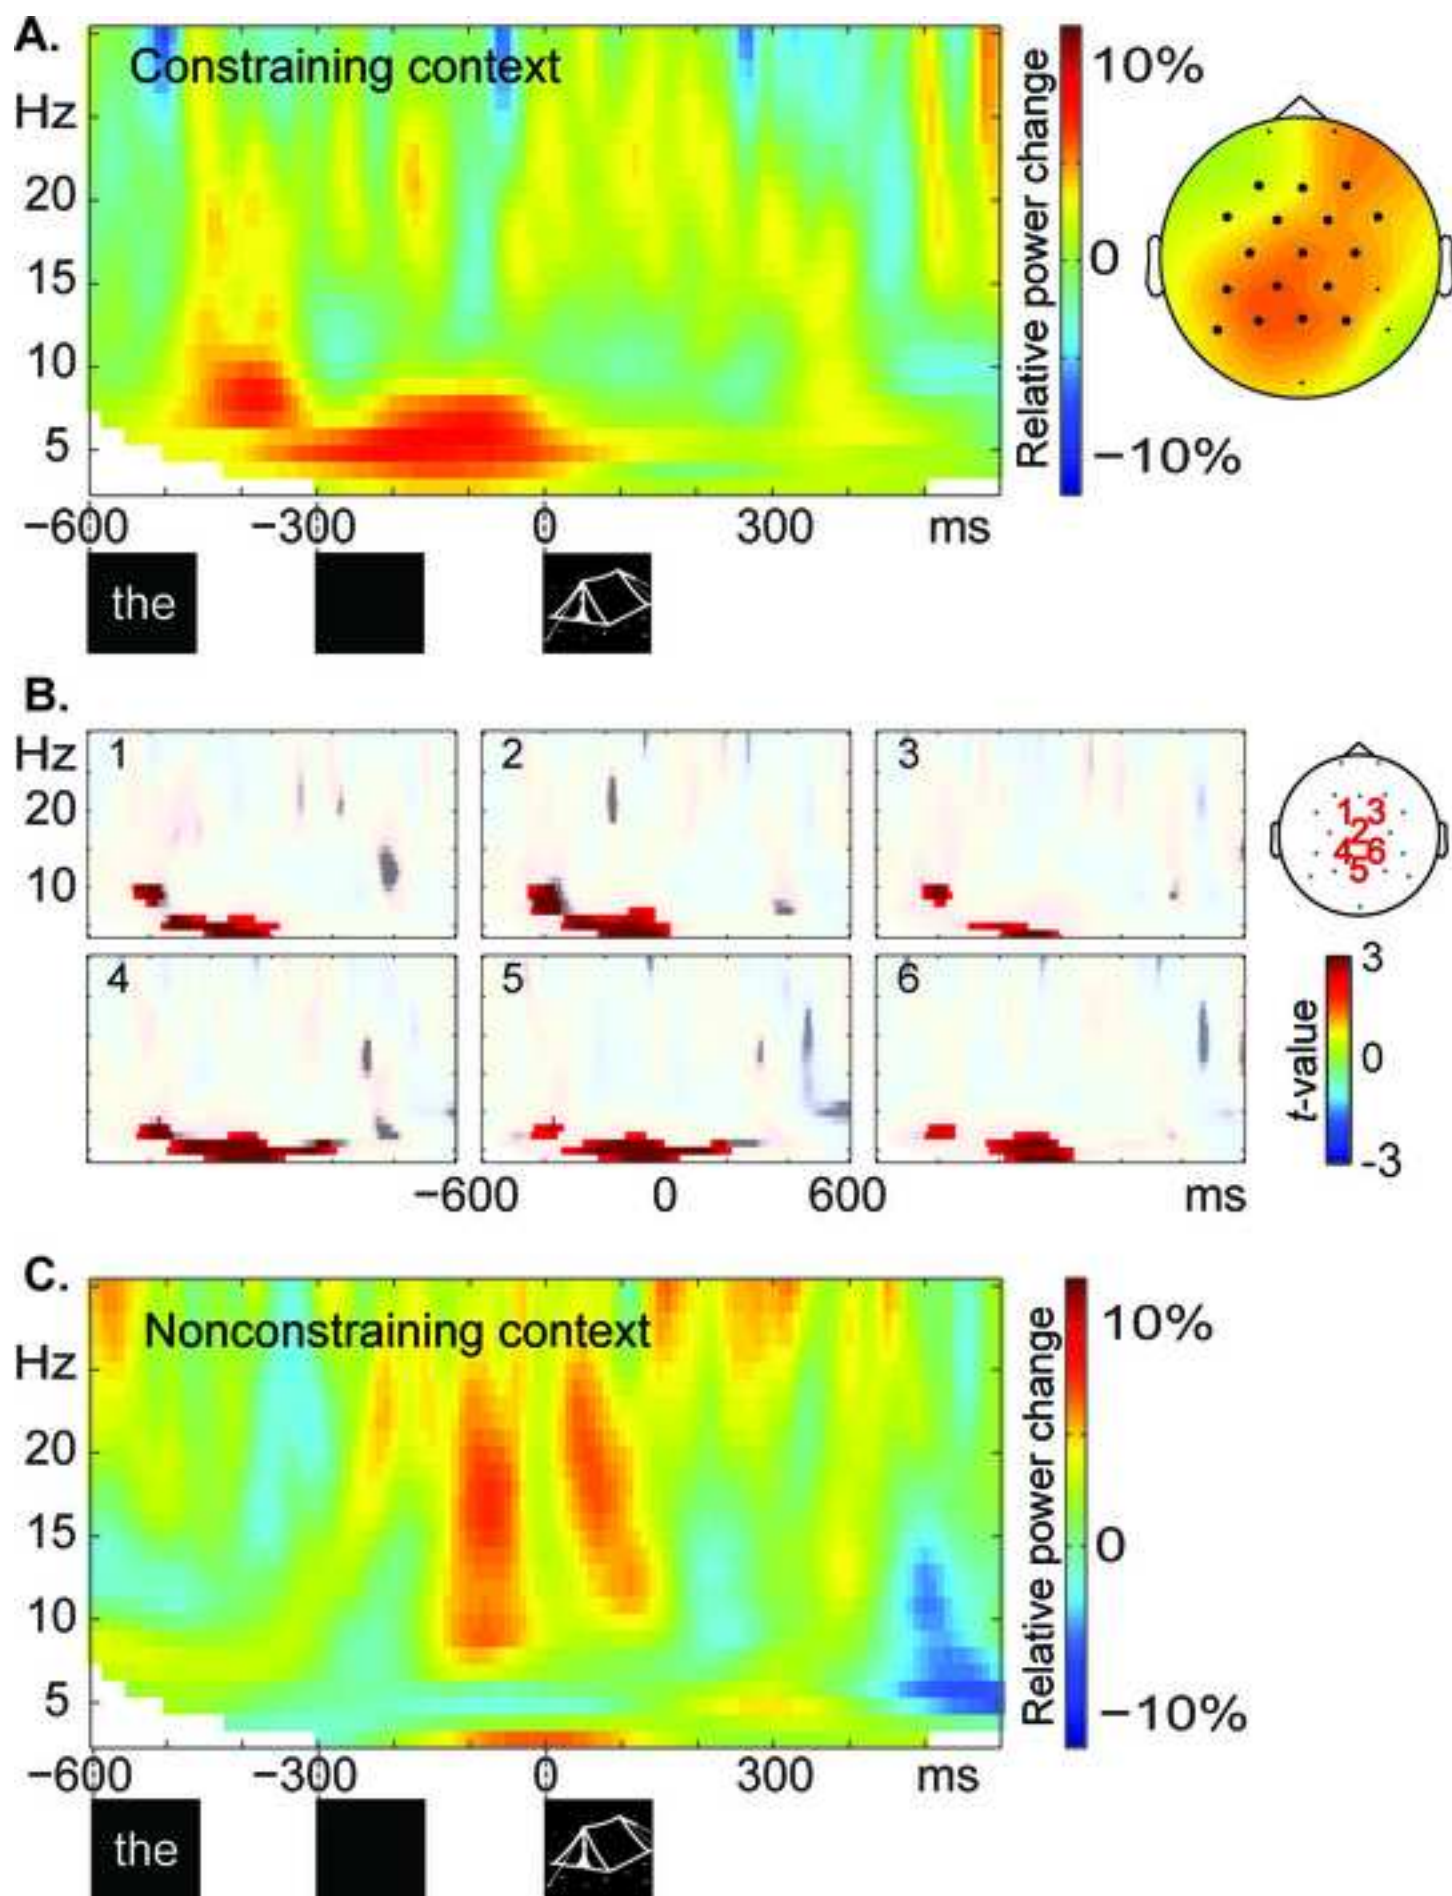 A.
Constraining context
Hz
20
15
10
5
−600
−300
0
300
ms
the
10%
0
−10%
Relative power change
B.
Hz
20
10
1
2
3
4
5
6
−600
0
600
ms
1 3
2
4 6
5
3
0
-3
t-value
C.
Nonconstraining context
Hz
20
15
10
5
−600
−300
0
300
ms
the
10%
0
−10%
Relative power change